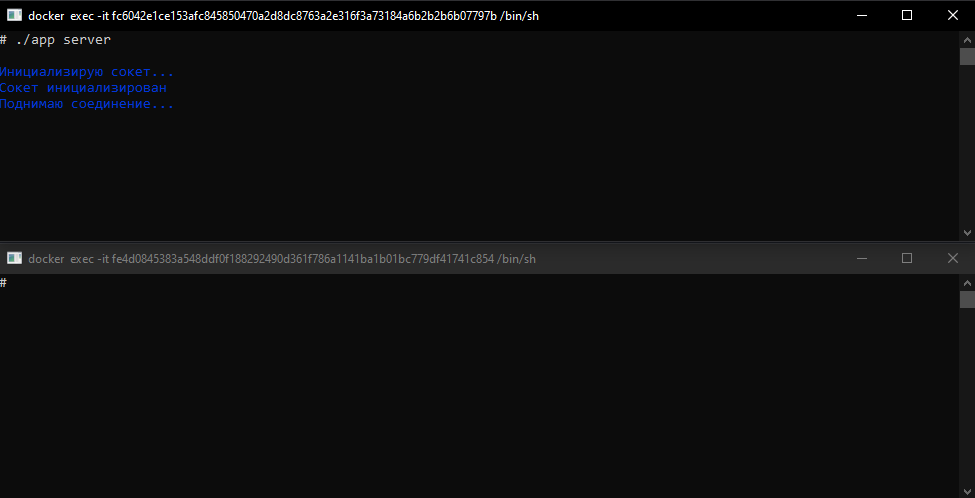 docker exec -it fc6042e1ce153afc845850470a2d8dc8763a2e316f3a73184a6b2b2b6b07797b /bin/sh
# ./app server
Инициализирую сокет...
Сокет инициализирован
Поднимаю соединение...
docker exec -it fe4d0845383a548ddf0f188292490d361f786a1141ba1b01bc779df41741c854 /bin/sh
#